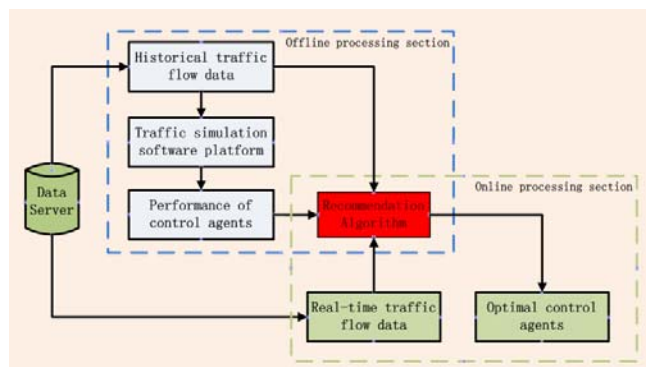 Offline processing section
Historical traffic
flow data
Traffic simulation
software platform
Data
Server
Performance of
control agents
Online processing section
Recommendation
Algorithm
Real-time traffic
flow data
Optimal control
agents